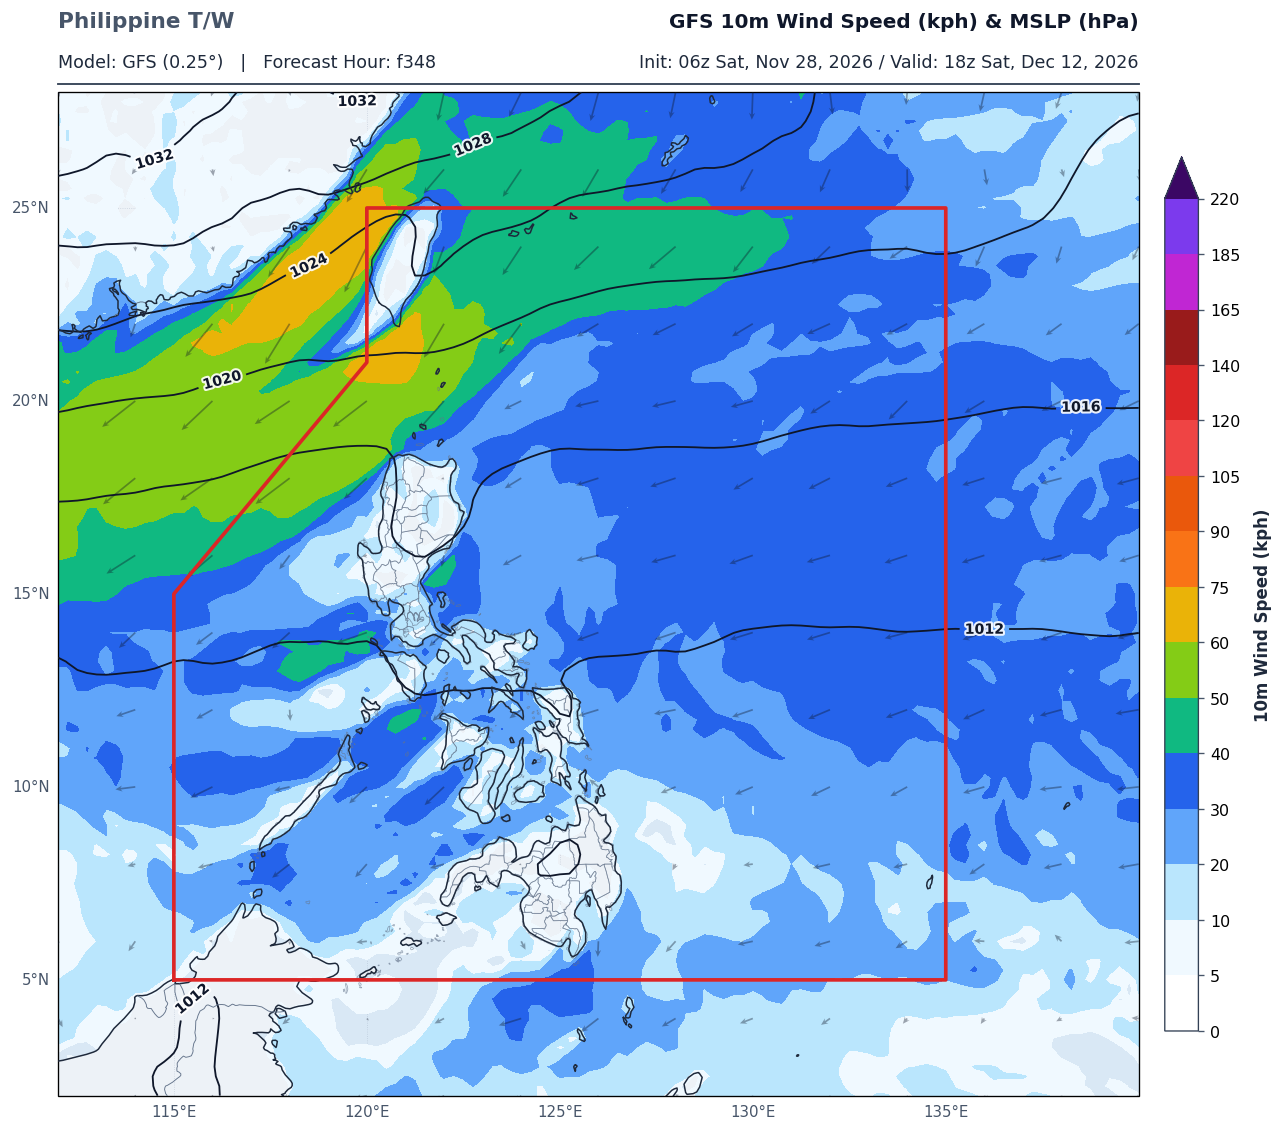 Philippine T/W
GFS 10m Wind Speed (kph) & MSLP (hPa)
Model: GFS (0.25°) | Forecast Hour: f348
Init: 06z Sat, Nov 28, 2026 / Valid: 18z Sat, Dec 12, 2026
1032
1032
1028
1024
1020
1016
1012
1012
25°N
20°N
15°N
10°N
5°N
115°E
120°E
125°E
130°E
135°E
220
185
165
140
120
105
90
75
60
50
40
30
20
10
5
0
10m Wind Speed (kph)